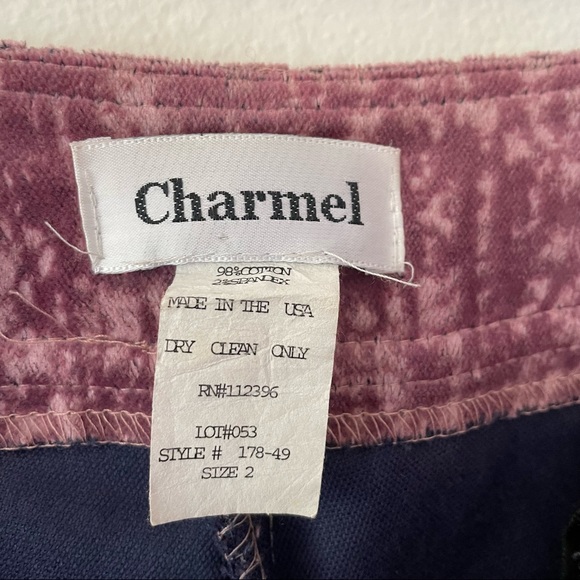 Charmel
98% COTTON
2% SPANDEX
MADE IN THE USA
DRY CLEAN ONLY
RN#112396
LOT#053
STYLE # 178-49
SIZE 2